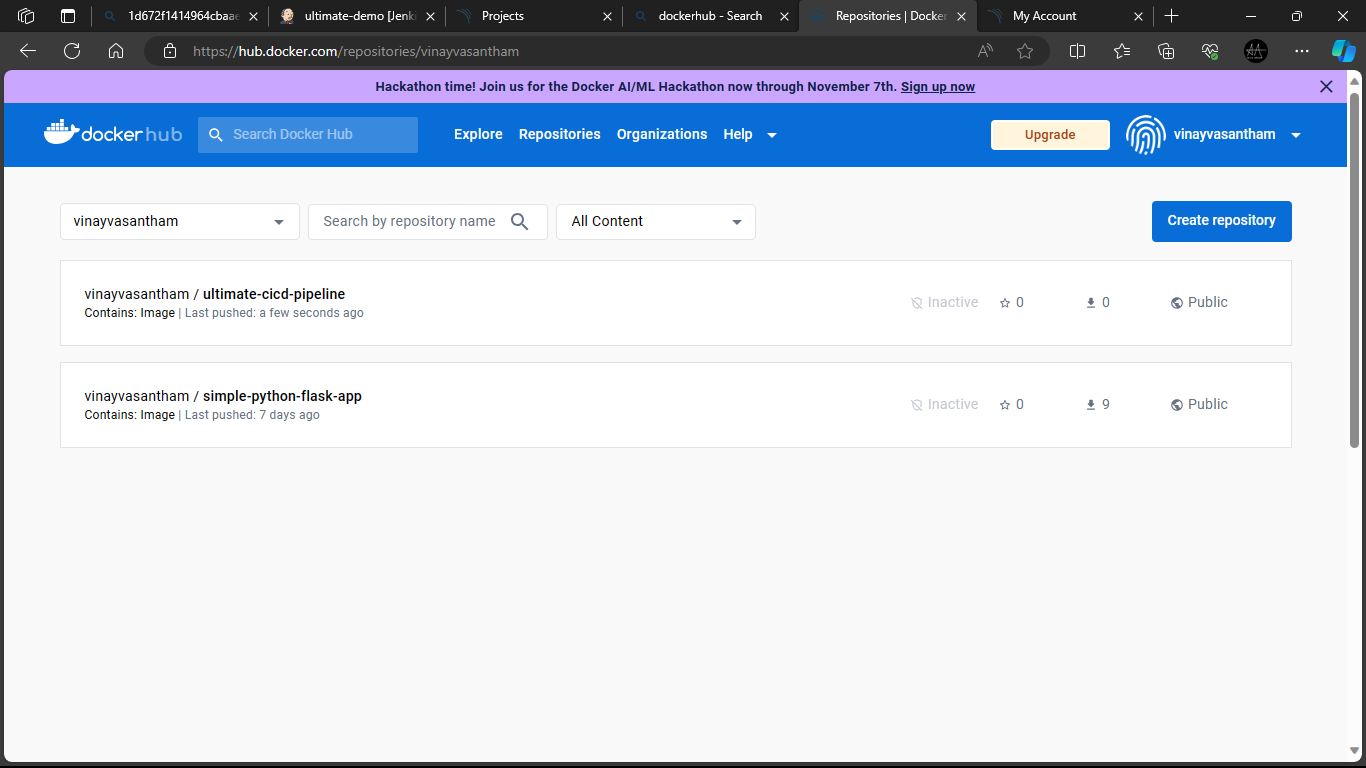 1d672f1414964cbaae
ultimate-demo [Jenki
Projects
dockerhub - Search
Repositories | Docker
My Account
https://hub.docker.com/repositories/vinayvasantham
Hackathon time! Join us for the Docker AI/ML Hackathon now through November 7th. Sign up now
docker hub
Search Docker Hub
Explore
Repositories
Organizations
Help
Upgrade
vinayvasantham
vinayvasantham
Search by repository name
All Content
Create repository
vinayvasantham / ultimate-cicd-pipeline
Contains: Image | Last pushed: a few seconds ago
Inactive
0
0
Public
vinayvasantham / simple-python-flask-app
Contains: Image | Last pushed: 7 days ago
Inactive
0
9
Public